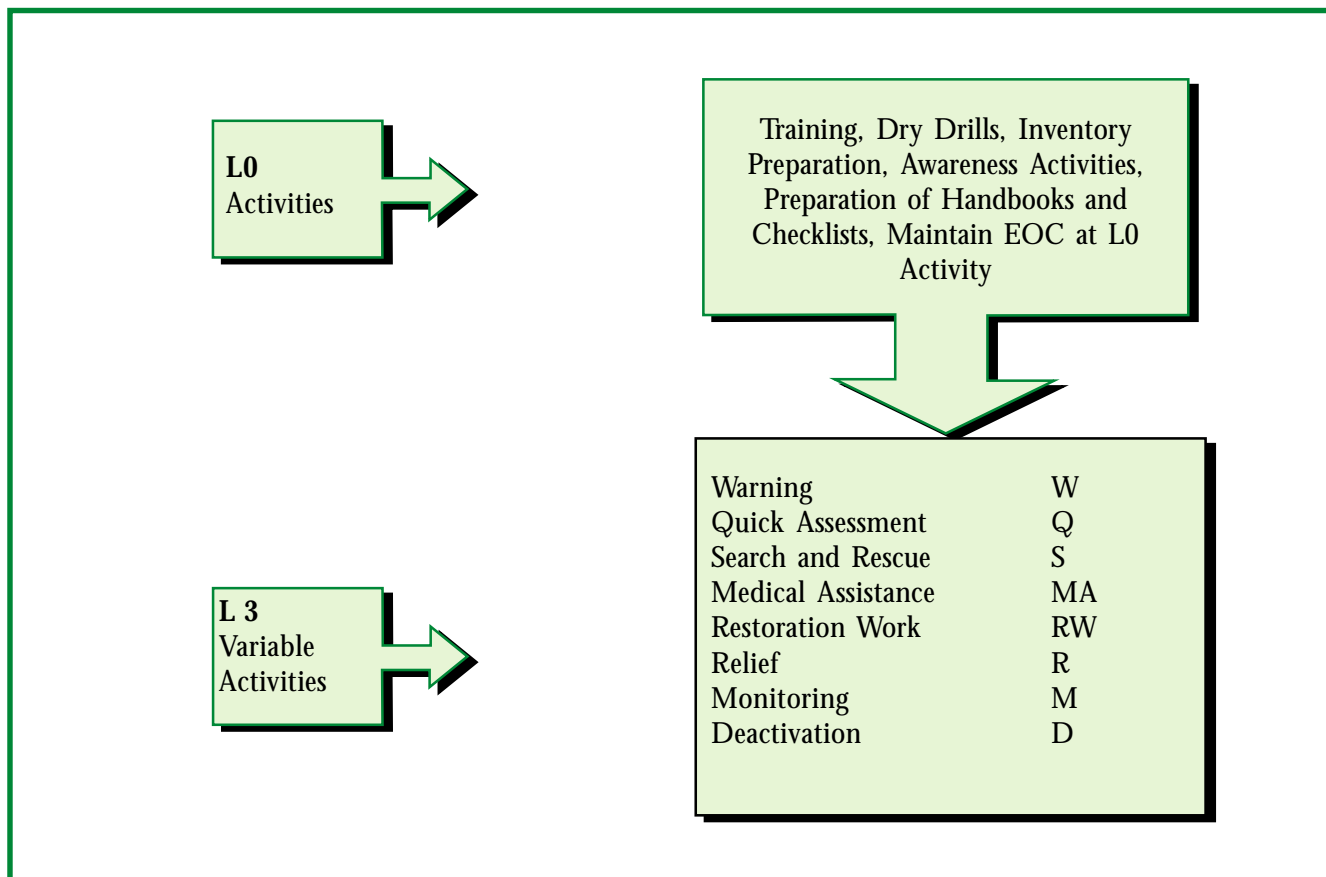 L0
Activities
Training, Dry Drills, Inventory
Preparation, Awareness Activities,
Preparation of Handbooks and
Checklists, Maintain EOC at L0
Activity
L 3
Variable
Activities
Warning W
Quick Assessment Q
Search and Rescue S
Medical Assistance MA
Restoration Work RW
Relief R
Monitoring M
Deactivation D